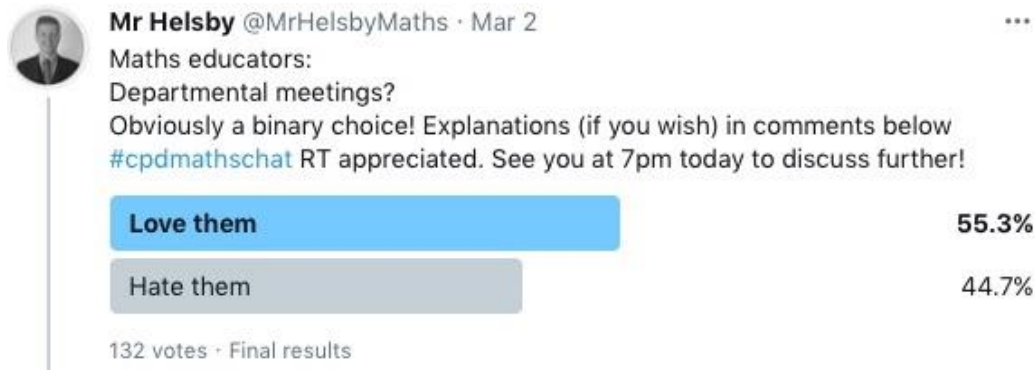 Mr Helsby @MrHelsbyMaths · Mar 2
Maths educators:
Departmental meetings?
Obviously a binary choice! Explanations (if you wish) in comments below
#cpdmathschat RT appreciated. See you at 7pm today to discuss further!
Love them 55.3%
Hate them 44.7%
132 votes · Final results